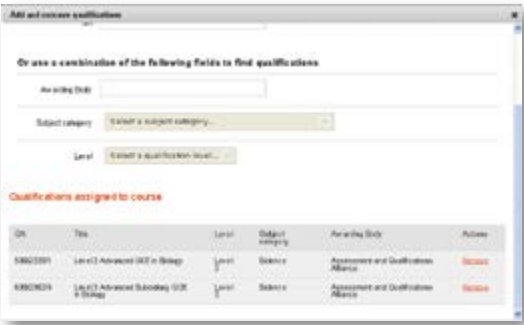 Add and remove qualifications
Or use a combination of the following fields to find qualifications
Awarding Body
Subject category Select a subject category...
Level Select a qualification level...
Qualifications assigned to course
QN Title Level Subject category Awarding Body Actions
Level 3 Advanced GCE in Biology Level 3 Science Assessment and Qualifications Alliance Remove
Level 3 Advanced Subsidiary GCE in Biology Level 3 Science Assessment and Qualifications Alliance Remove